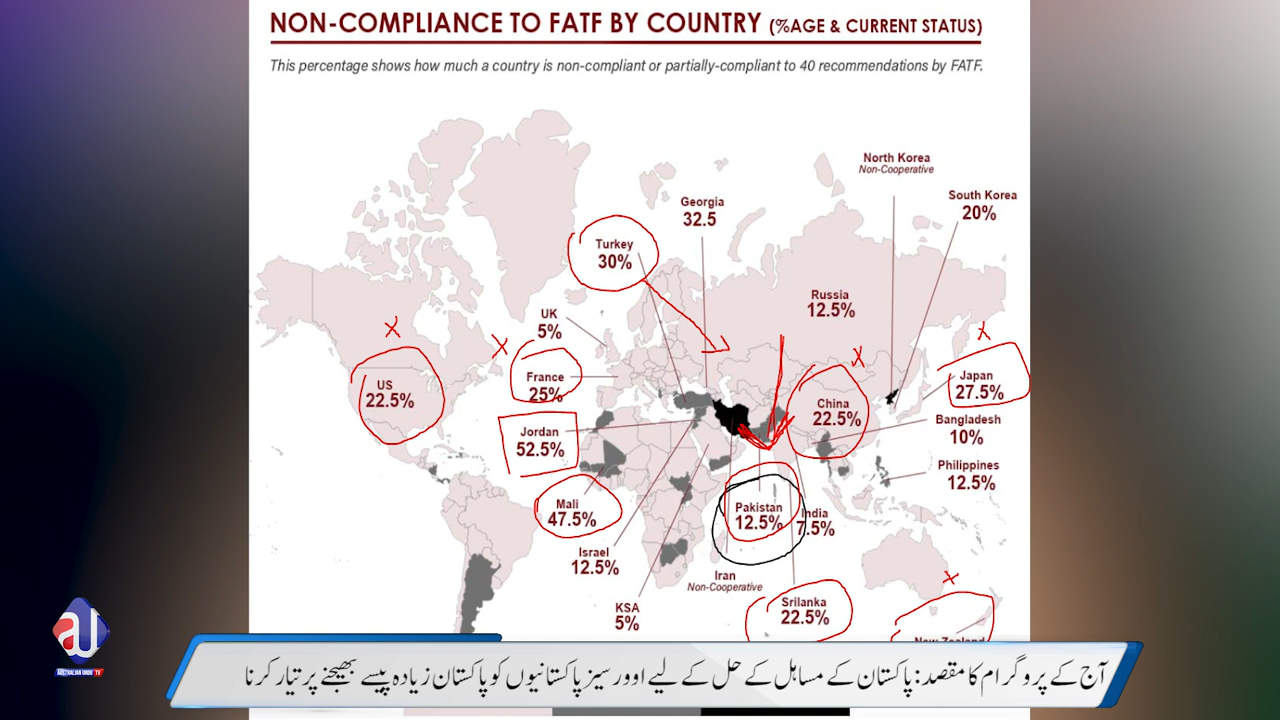 NON-COMPLIANCE TO FATF BY COUNTRY (%AGE & CURRENT STATUS)
This percentage shows how much a country is non-compliant or partially-compliant to 40 recommendations by FATF.
North Korea
Non-Cooperative
South Korea
20%
Georgia
32.5
Turkey
30%
Russia
12.5%
UK
5%
US
22.5%
France
25%
China
22.5%
Japan
27.5%
Bangladesh
10%
Jordan
52.5%
Philippines
12.5%
Mali
47.5%
Pakistan
12.5%
India
7.5%
Israel
12.5%
Iran
Non-Cooperative
KSA
5%
Srilanka
22.5%
New Zealand
آج کے پروگرام کا مقصد: پاکستان کے مسائل کے حل کے لیے اوورسیز پاکستانیوں کو پاکستان زیادہ پیسے بھیجنے پر تیار کرنا
AUSTRALIAN URDU TV